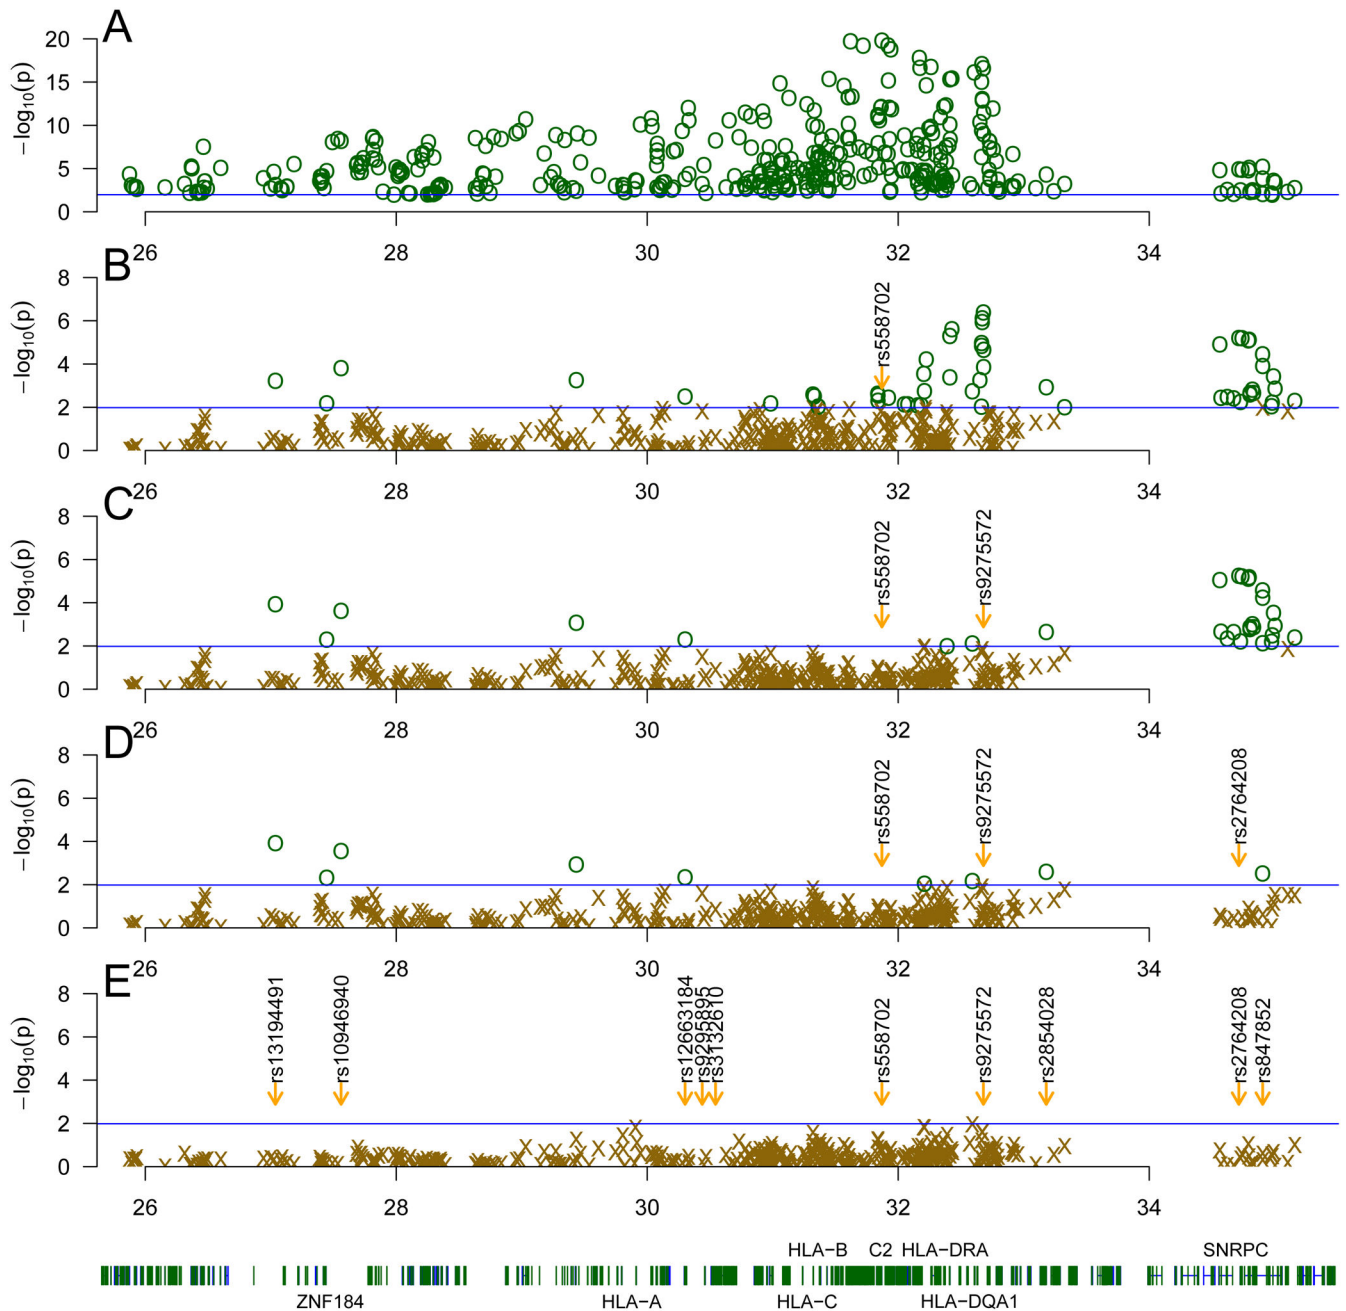 A
−log10(p)
20
15
10
5
0
26 28 30 32 34
B
−log10(p)
8
6
4
2
0
rs558702
26 28 30 32 34
C
−log10(p)
8
6
4
2
0
rs558702
rs9275572
26 28 30 32 34
D
−log10(p)
8
6
4
2
0
rs558702
rs9275572
rs2764208
26 28 30 32 34
E
−log10(p)
8
6
4
2
0
rs13194491
rs10946940
rs12663184
rs9295895
rs3132610
rs558702
rs9275572
rs2854028
rs2764208
rs847852
26 28 30 32 34
HLA−B C2 HLA−DRA SNRPC
ZNF184 HLA−A HLA−C HLA−DQA1